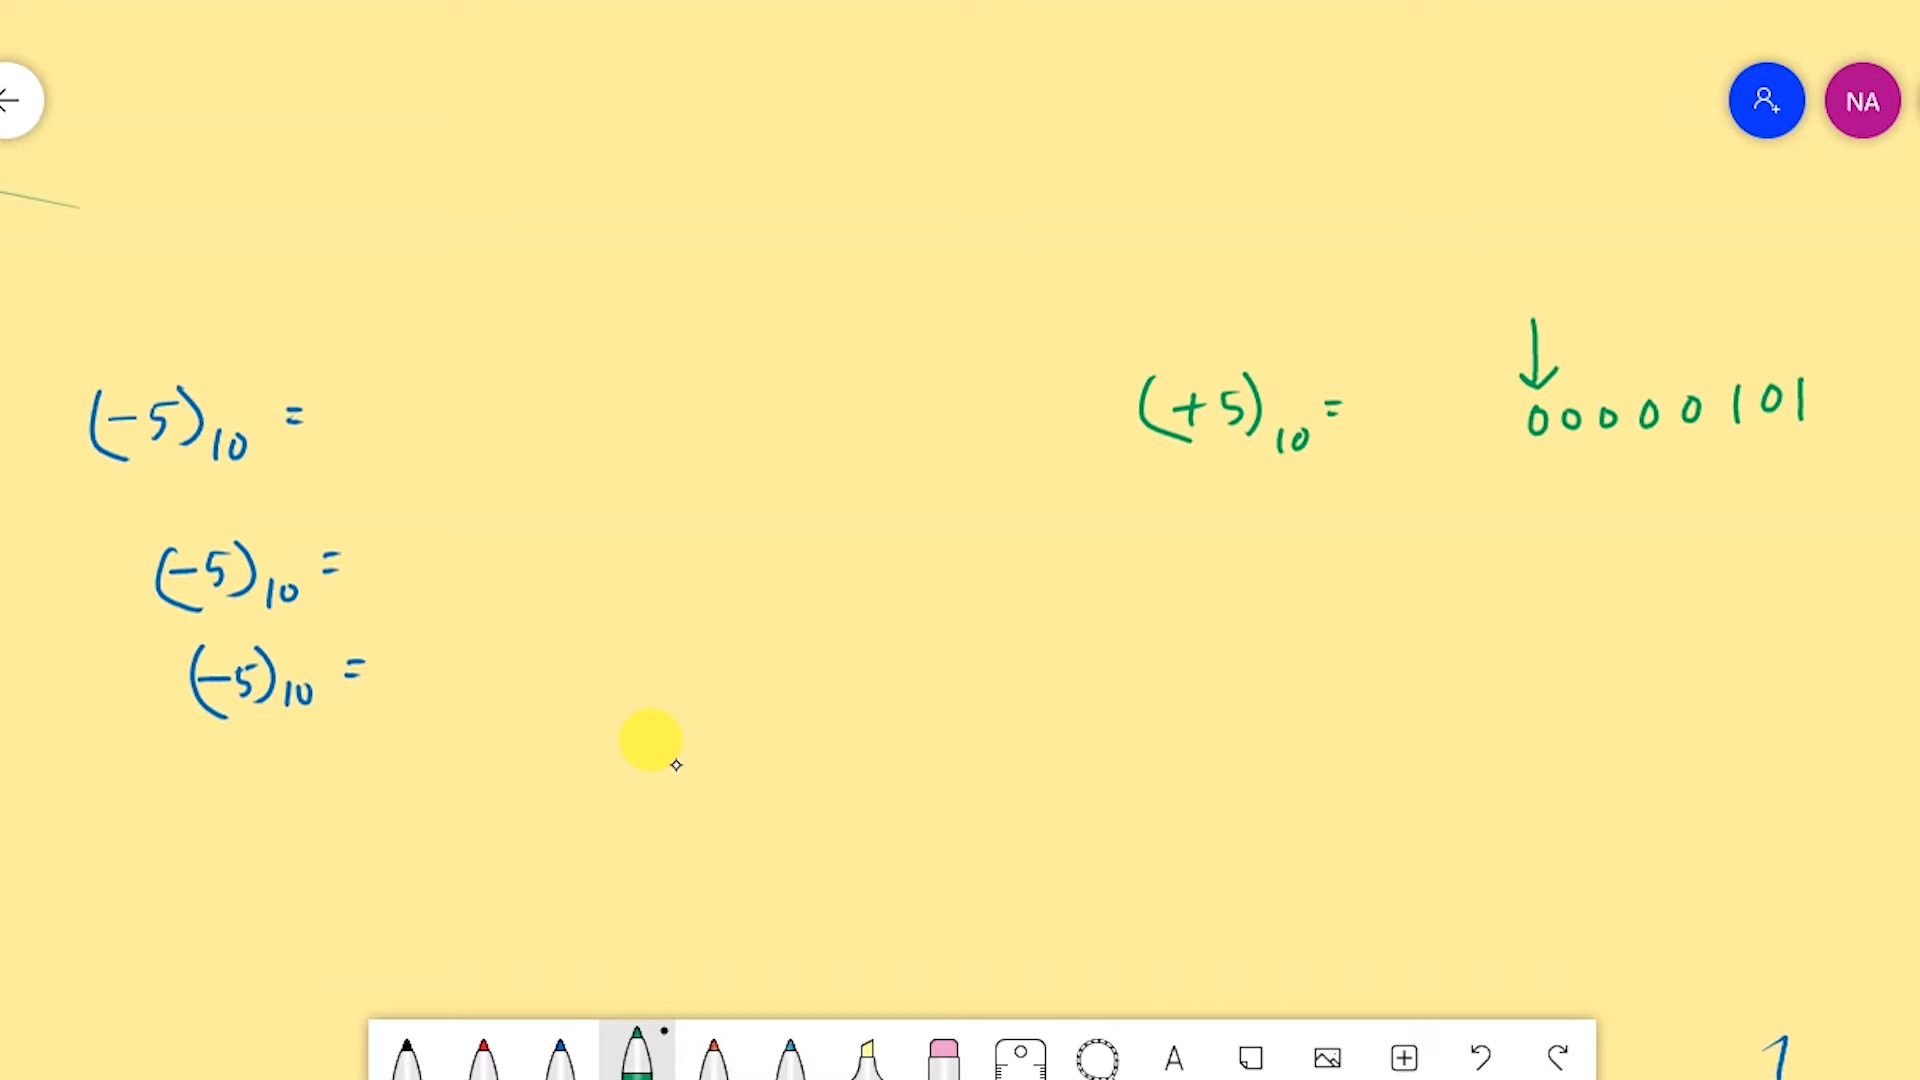 NA
(-5)₁₀ =
(+5)₁₀ = 00000101
(-5)₁₀ =
(-5)₁₀ =
A